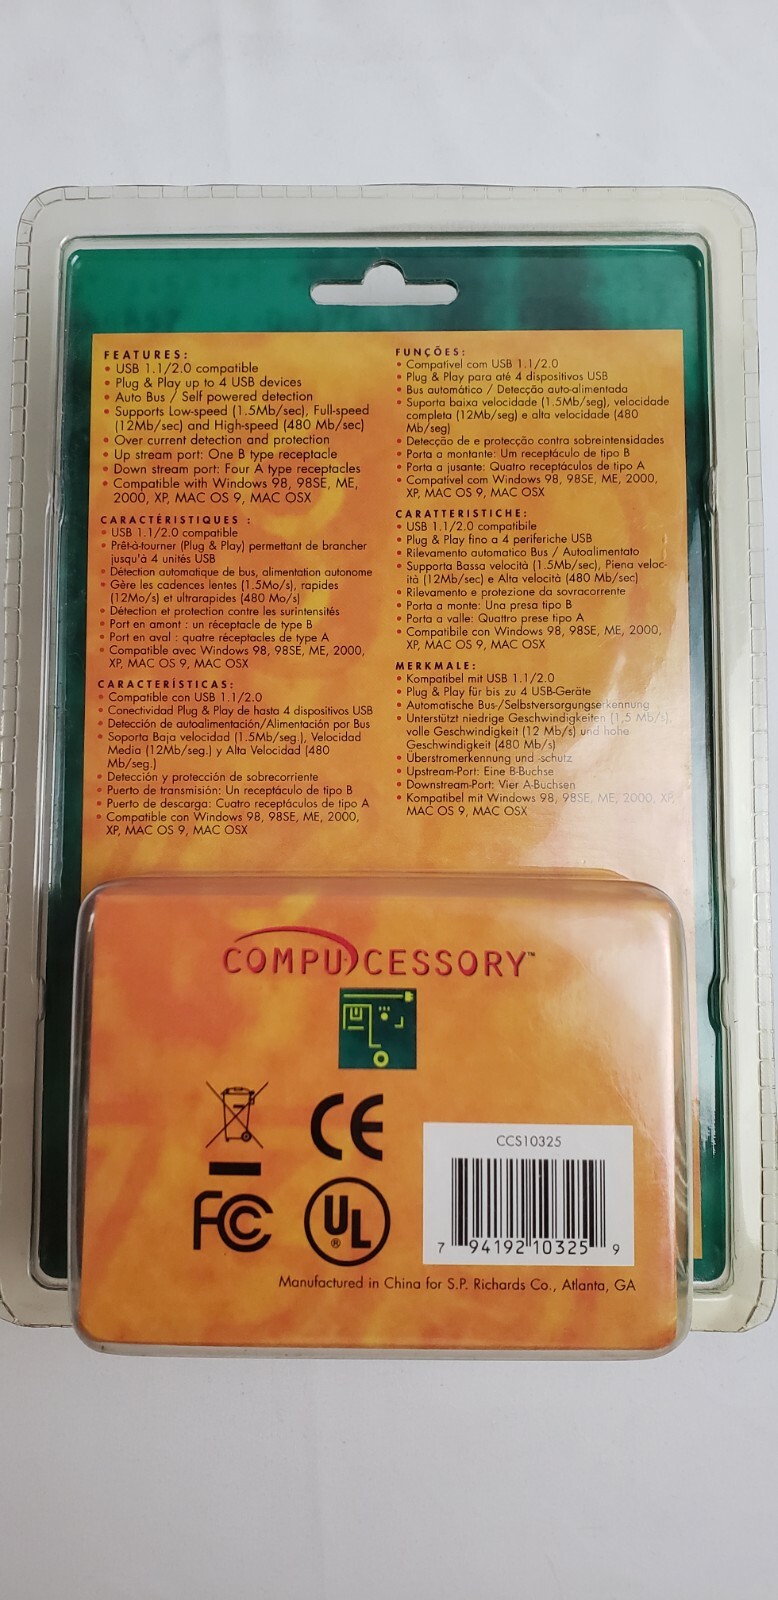 FEATURES:
• USB 1.1/2.0 compatible
• Plug & Play up to 4 USB devices
• Auto Bus / Self powered detection
• Supports Low-speed (1.5Mb/sec), Full-speed
(12Mb/sec) and High-speed (480 Mb/sec)
• Over current detection and protection
• Up stream port: One B type receptacle
• Down stream port: Four A type receptacles
• Compatible with Windows 98, 98SE, ME,
2000, XP, MAC OS 9, MAC OSX
CARACTÉRISTIQUES :
• USB 1.1/2.0 compatible
• Prêt-à-tourner (Plug & Play) permettant de brancher
jusqu'à 4 unités USB
• Détection automatique de bus, alimentation autonome
• Gère les cadences lentes (1.5Mo/s), rapides
(12Mo/s) et ultrarapides (480 Mo/s)
• Détection et protection contre les surintensités
• Port en amont : un réceptacle de type B
• Port en aval : quatre réceptacles de type A
• Compatible avec Windows 98, 98SE, ME, 2000,
XP, MAC OS 9, MAC OSX
CARACTERÍSTICAS:
• Compatible con USB 1.1/2.0
• Conectividad Plug & Play de hasta 4 dispositivos USB
• Detección de autoalimentación/Alimentación por Bus
• Soporta Baja velocidad (1.5Mb/seg.), Velocidad
Media (12Mb/seg.) y Alta Velocidad (480
Mb/seg.)
• Detección y protección de sobrecorriente
• Puerto de transmisión: Un receptáculo de tipo B
• Puerto de descarga: Cuatro receptáculos de tipo A
• Compatible con Windows 98, 98SE, ME, 2000,
XP, MAC OS 9, MAC OSX
FUNÇÕES:
• Compativel com USB 1.1/2.0
• Plug & Play para até 4 dispositivos USB
• Bus automático / Detecção auto-alimentada
• Suporta baixa velocidade (1.5Mb/seg), velocidade
completa (12Mb/seg) e alta velocidade (480
Mb/seg)
• Detecção de e protecção contra sobreintensidades
• Porta a montante: Um receptáculo de tipo B
• Porta a jusante: Quatro receptáculos de tipo A
• Compativel com Windows 98, 98SE, ME, 2000,
XP, MAC OS 9, MAC OSX
CARATTERISTICHE:
• USB 1.1/2.0 compatibile
• Plug & Play fino a 4 periferiche USB
• Rilevamento automatico Bus / Autoalimentato
• Supporta Bassa velocità (1.5Mb/sec), Piena veloc-
ità (12Mb/sec) e Alta velocità (480 Mb/sec)
• Rilevamento e protezione da sovracorrente
• Porta a monte: Una presa tipo B
• Porta a valle: Quattro prese tipo A
• Compatibile con Windows 98, 98SE, ME, 2000,
XP, MAC OS 9, MAC OSX
MERKMALE:
• Kompatibel mit USB 1.1/2.0
• Plug & Play für bis zu 4 USB-Geräte
• Automatische Bus-/Selbstversorgungserkennung
• Unterstützt niedrige Geschwindigkeiten (1,5 Mb/s),
volle Geschwindigkeit (12 Mb/s) und hohe
Geschwindigkeit (480 Mb/s)
• Überstromerkennung und -schutz
• Upstream-Port: Eine B-Buchse
• Downstream-Port: Vier A-Buchsen
• Kompatibel mit Windows 98, 98SE, ME, 2000, XP,
MAC OS 9, MAC OSX
COMPUCESSORY™
CE
FC
UL®
CCS10325
7 94192 10325 9
Manufactured in China for S.P. Richards Co., Atlanta, GA